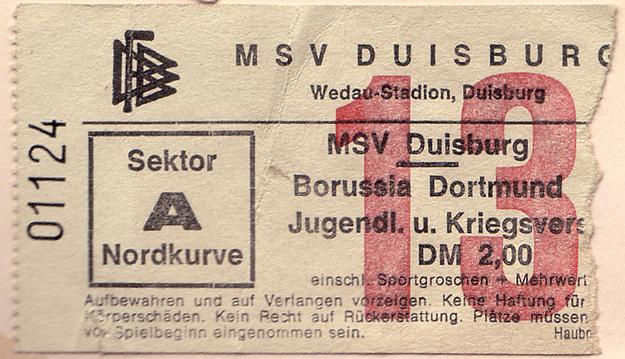 MSV DUISBURG
Wedau-Stadion, Duisburg
13
011124
Sektor
A
Nordkurve
MSV Duisburg
Borussia Dortmund
Jugendl. u. Kriegsvers
DM 2,00
einschl. Sportgroschen + Mehrwert
Aufbewahren und auf Verlangen vorzeigen. Keine Haftung für
Körperschäden. Kein Recht auf Rückerstattung. Plätze müssen
vor Spielbeginn eingenommen sein.
Haubr